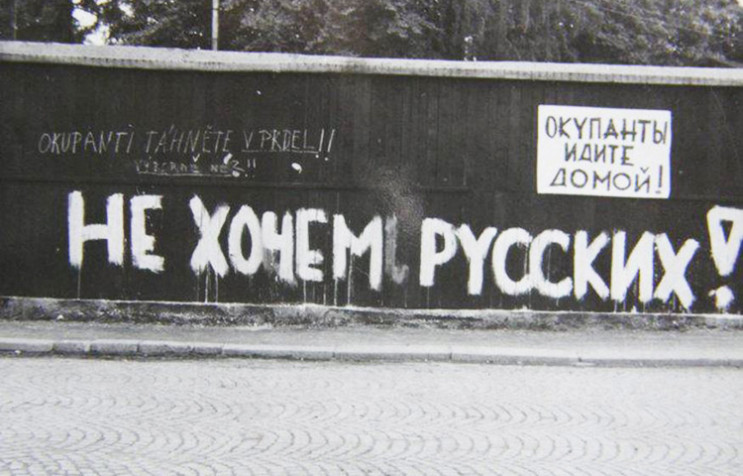 OKUPANTI TÁHNĚTE V PRDEL!!
ОКУПАНТЫ
ИДИТЕ
ДОМОЙ!
НЕ ХОЧЕМ РУССКИХ!